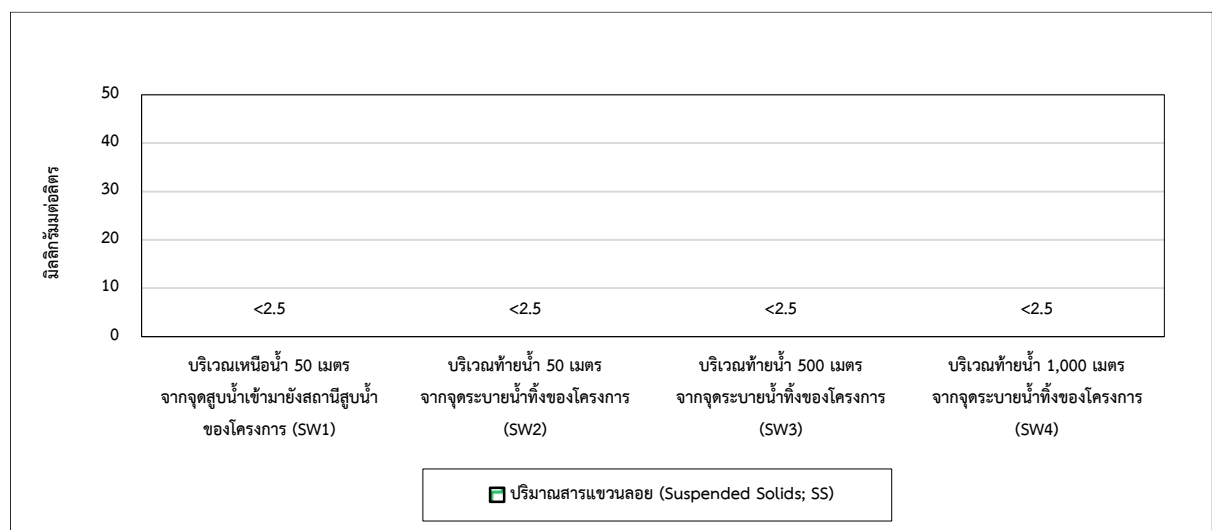 50
40
30
20
10
0
มิลลิกรัมต่อลิตร
<2.5 <2.5 <2.5 <2.5
บริเวณเหนือน้ำ 50 เมตร
จากจุดสูบน้ำเข้ามายังสถานีสูบน้ำ
ของโครงการ (SW1)
บริเวณท้ายน้ำ 50 เมตร
จากจุดระบายน้ำทิ้งของโครงการ
(SW2)
บริเวณท้ายน้ำ 500 เมตร
จากจุดระบายน้ำทิ้งของโครงการ
(SW3)
บริเวณท้ายน้ำ 1,000 เมตร
จากจุดระบายน้ำทิ้งของโครงการ
(SW4)
ปริมาณสารแขวนลอย (Suspended Solids; SS)